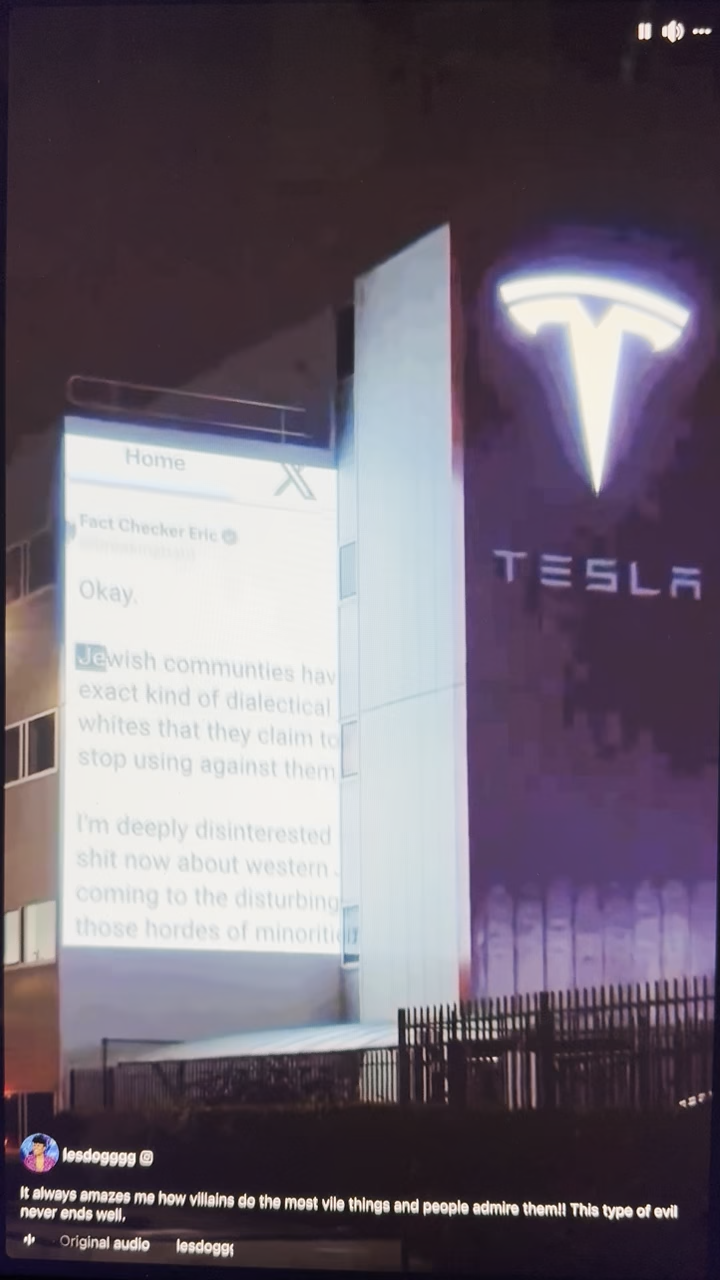 Home
X
Fact Checker Eric
Okay.
Jewish communties hav
exact kind of dialectical
whites that they claim to
stop using against them
I'm deeply disinterested
shit now about western
coming to the disturbing
those hordes of minoriti
TESLA
lesdogggg
It always amazes me how villains do the most vile things and people admire them!! This type of evil
never ends well.
Original audio lesdogg